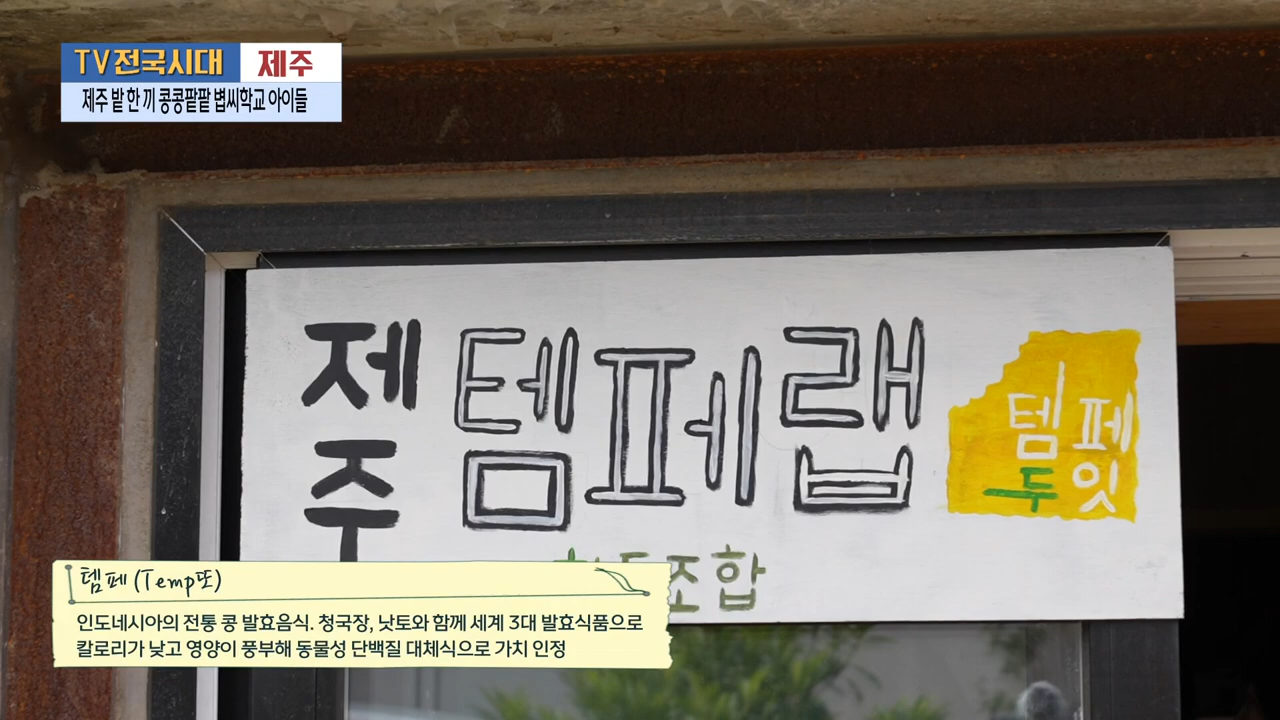 TV전국시대 제주
제주 밭 한 끼 콩콩팥팥 볍씨학교 아이들
제주 템페랩
템페
두잇
조합
템페 (Temp또)
인도네시아의 전통 콩 발효음식. 청국장, 낫토와 함께 세계 3대 발효식품으로
칼로리가 낮고 영양이 풍부해 동물성 단백질 대체식으로 가치 인정